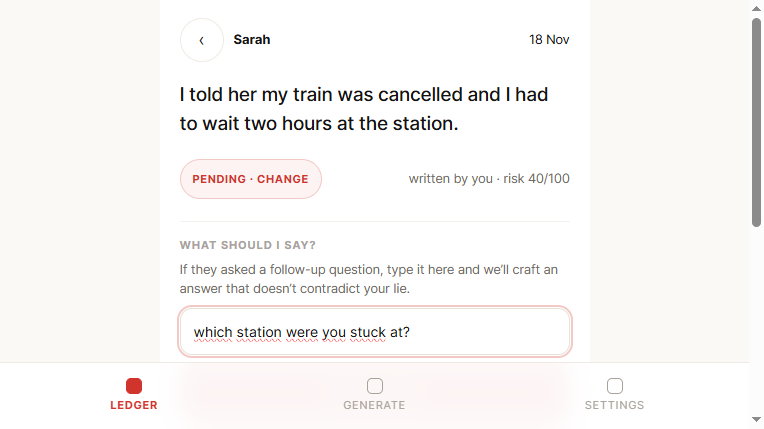 ‹
Sarah
18 Nov
I told her my train was cancelled and I had
to wait two hours at the station.
PENDING · CHANGE
written by you · risk 40/100
WHAT SHOULD I SAY?
If they asked a follow-up question, type it here and we’ll craft an
answer that doesn’t contradict your lie.
which station were you stuck at?
LEDGER
GENERATE
SETTINGS